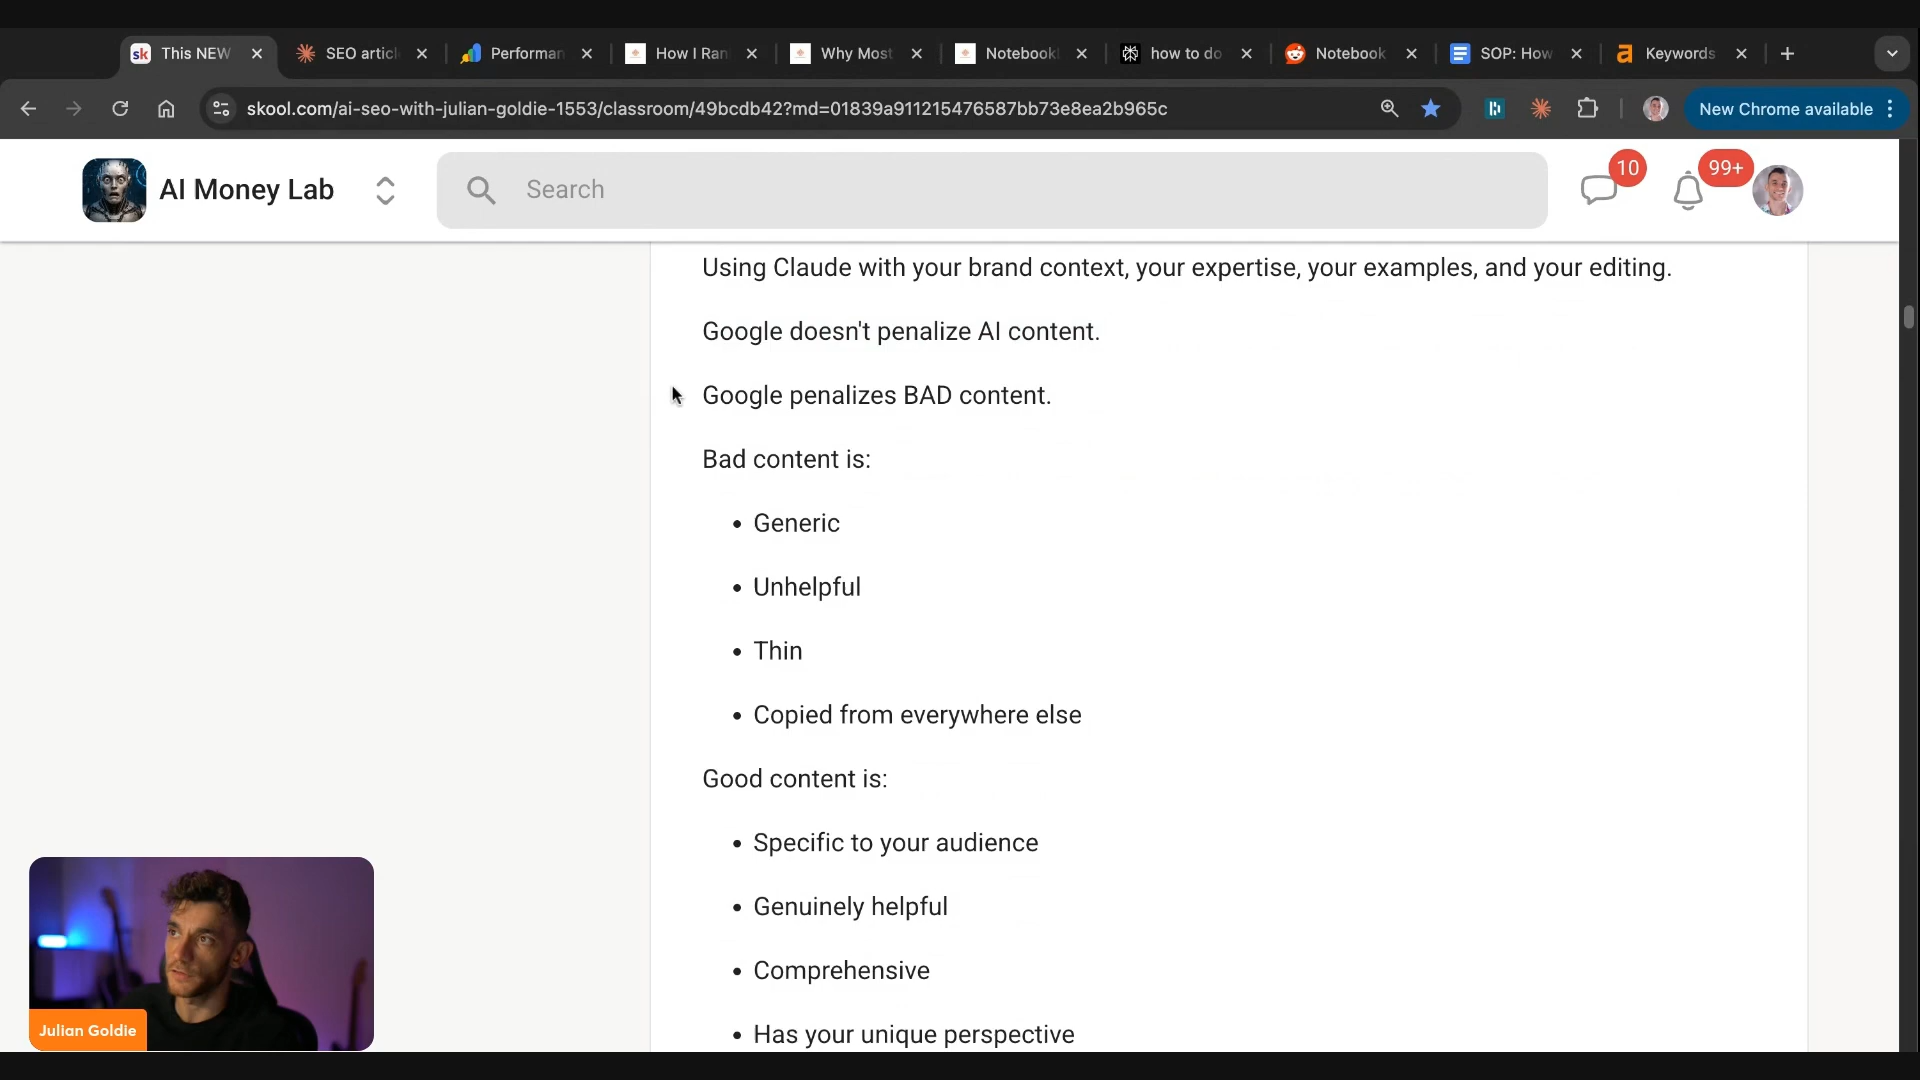 This NEW
SEO articl
Performan
How I Ran
Why Most
Notebook
how to do
Notebook
SOP: How
Keywords
skool.com/ai-seo-with-julian-goldie-1553/classroom/49bcdb42?md=01839a911215476587bb73e8ea2b965c
New Chrome available
AI Money Lab
Search
10
99+
Using Claude with your brand context, your expertise, your examples, and your editing.
Google doesn't penalize AI content.
Google penalizes BAD content.
Bad content is:
• Generic
• Unhelpful
• Thin
• Copied from everywhere else
Good content is:
• Specific to your audience
• Genuinely helpful
• Comprehensive
• Has your unique perspective
Julian Goldie